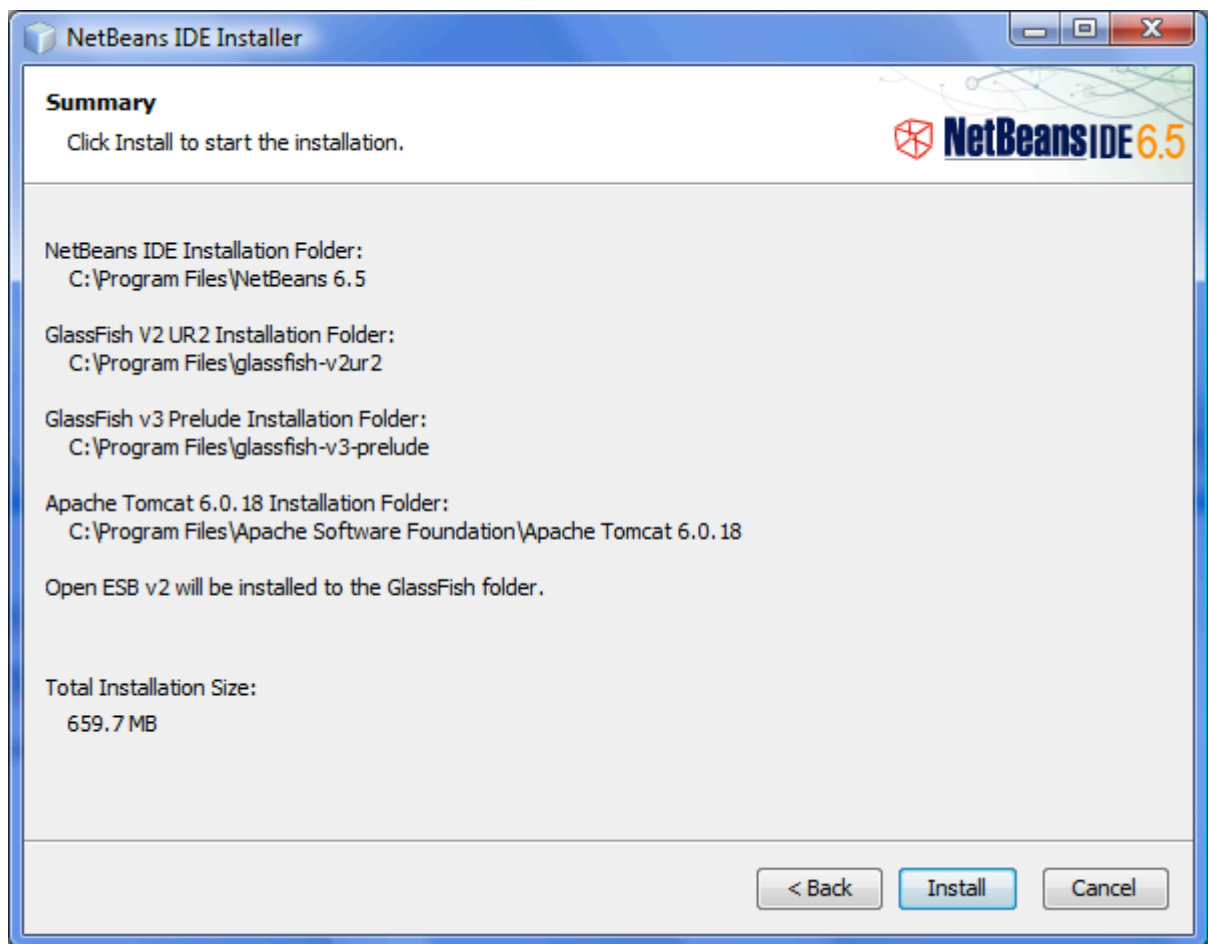 NetBeans IDE Installer
Summary
Click Install to start the installation.
NetBeans IDE 6.5
NetBeans IDE Installation Folder:
C:\Program Files\NetBeans 6.5
GlassFish V2 UR2 Installation Folder:
C:\Program Files\glassfish-v2ur2
GlassFish v3 Prelude Installation Folder:
C:\Program Files\glassfish-v3-prelude
Apache Tomcat 6.0.18 Installation Folder:
C:\Program Files\Apache Software Foundation\Apache Tomcat 6.0.18
Open ESB v2 will be installed to the GlassFish folder.
Total Installation Size:
659.7 MB
< Back Install Cancel